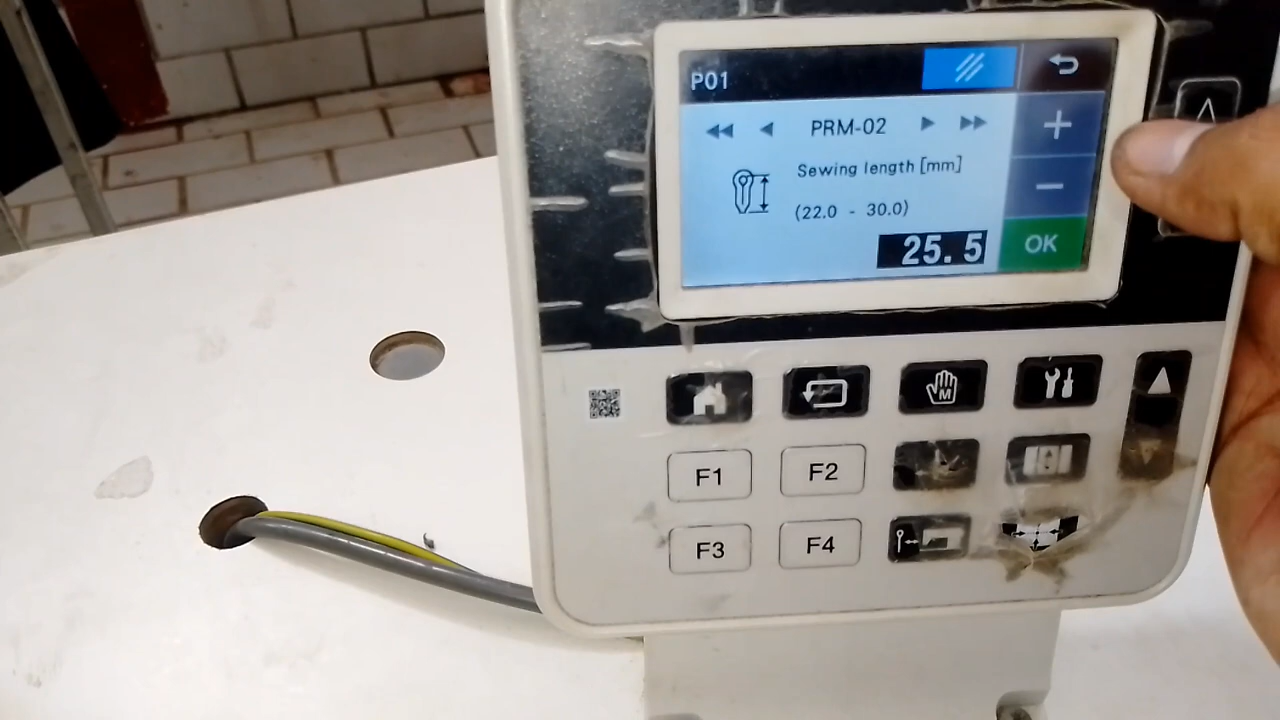 P01
PRM-02
Sewing length [mm]
(22.0 - 30.0)
25.5
OK
M
F1
F2
F3
F4